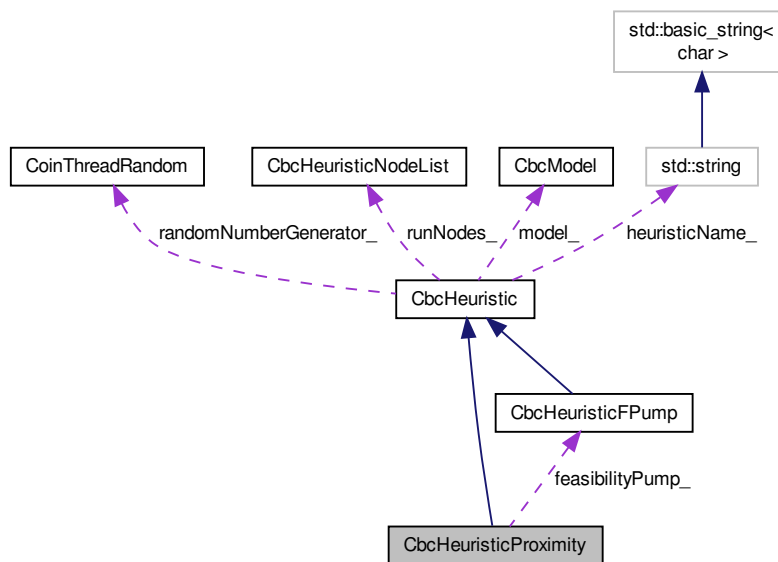 std::basic_string<
char >
CoinThreadRandom
CbcHeuristicNodeList
CbcModel
std::string
randomNumberGenerator_
runNodes_
model_
heuristicName_
CbcHeuristic
CbcHeuristicFPump
feasibilityPump_
CbcHeuristicProximity